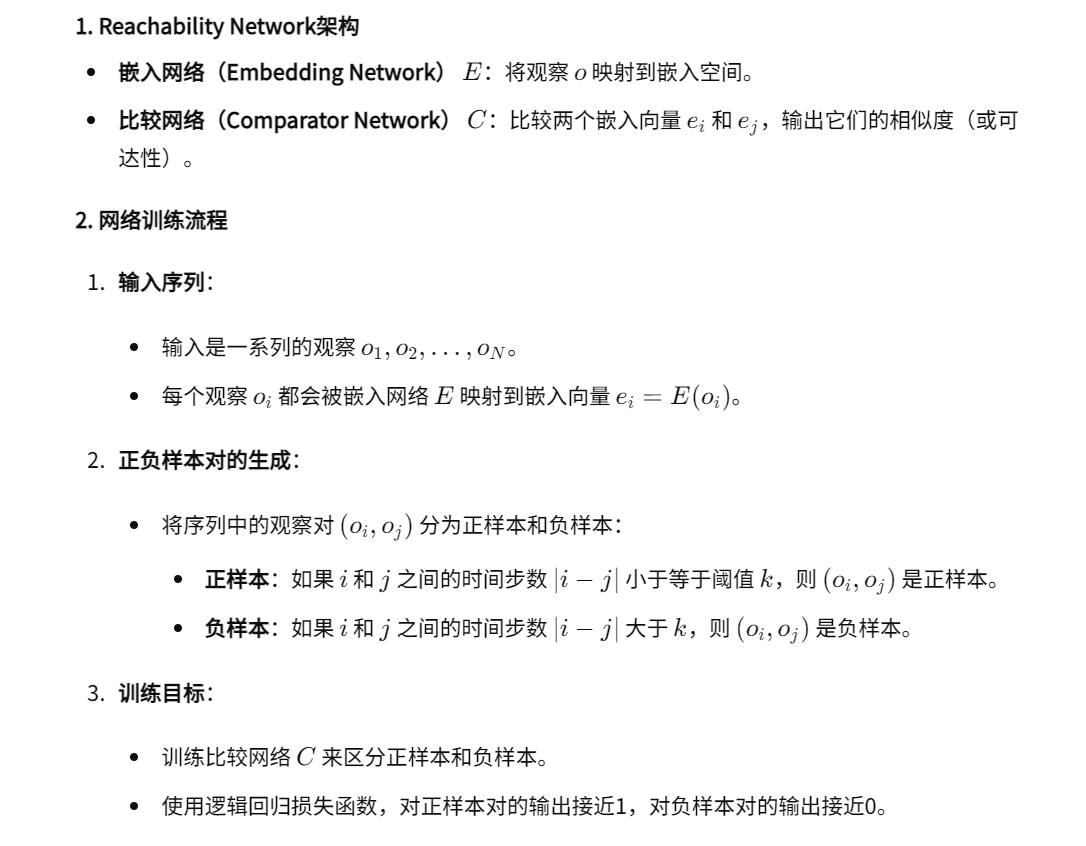 1. Reachability Network架构
• 嵌入网络（Embedding Network） E：将观察 o 映射到嵌入空间。
• 比较网络（Comparator Network） C：比较两个嵌入向量 e_i 和 e_j，输出它们的相似度（或可
达性）。
2. 网络训练流程
1. 输入序列：
• 输入是一系列的观察 o_1, o_2, . . . , o_N。
• 每个观察 o_i 都会被嵌入网络 E 映射到嵌入向量 e_i = E(o_i)。
2. 正负样本对的生成：
• 将序列中的观察对 (o_i, o_j) 分为正样本和负样本：
• 正样本：如果 i 和 j 之间的时间步数 |i − j| 小于等于阈值 k，则 (o_i, o_j) 是正样本。
• 负样本：如果 i 和 j 之间的时间步数 |i − j| 大于 k，则 (o_i, o_j) 是负样本。
3. 训练目标：
• 训练比较网络 C 来区分正样本和负样本。
• 使用逻辑回归损失函数，对正样本对的输出接近1，对负样本对的输出接近0。